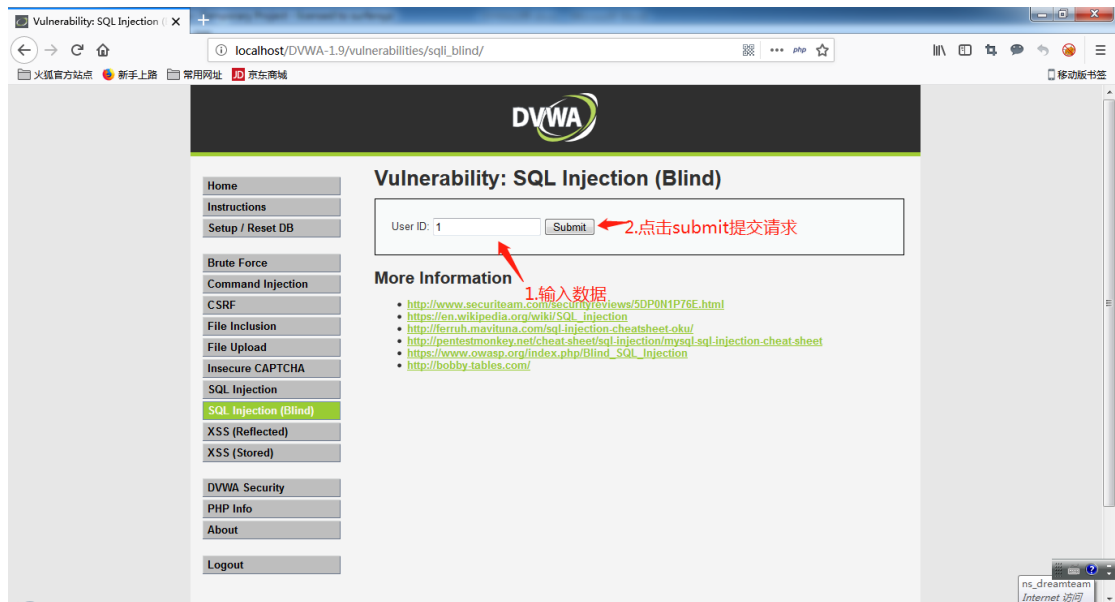 Vulnerability: SQL Injection (
localhost/DVWA-1.9/vulnerabilities/sqli_blind/
php
火狐官方站点 新手上路 常用网址 JD 京东商城 移动版书签
DVWA
Home
Instructions
Setup / Reset DB
Brute Force
Command Injection
CSRF
File Inclusion
File Upload
Insecure CAPTCHA
SQL Injection
SQL Injection (Blind)
XSS (Reflected)
XSS (Stored)
DVWA Security
PHP Info
About
Logout
Vulnerability: SQL Injection (Blind)
User ID: 1 Submit
2.点击submit提交请求
1.输入数据
More Information
http://www.securiteam.com/securityreviews/5DP0N1P76E.html
https://en.wikipedia.org/wiki/SQL_injection
http://ferruh.mavituna.com/sql-injection-cheatsheet-oku/
http://pentestmonkey.net/cheat-sheet/sql-injection/mysql-sql-injection-cheat-sheet
https://www.owasp.org/index.php/Blind_SQL_Injection
http://bobby-tables.com/
ns_dreamteam
Internet 访问